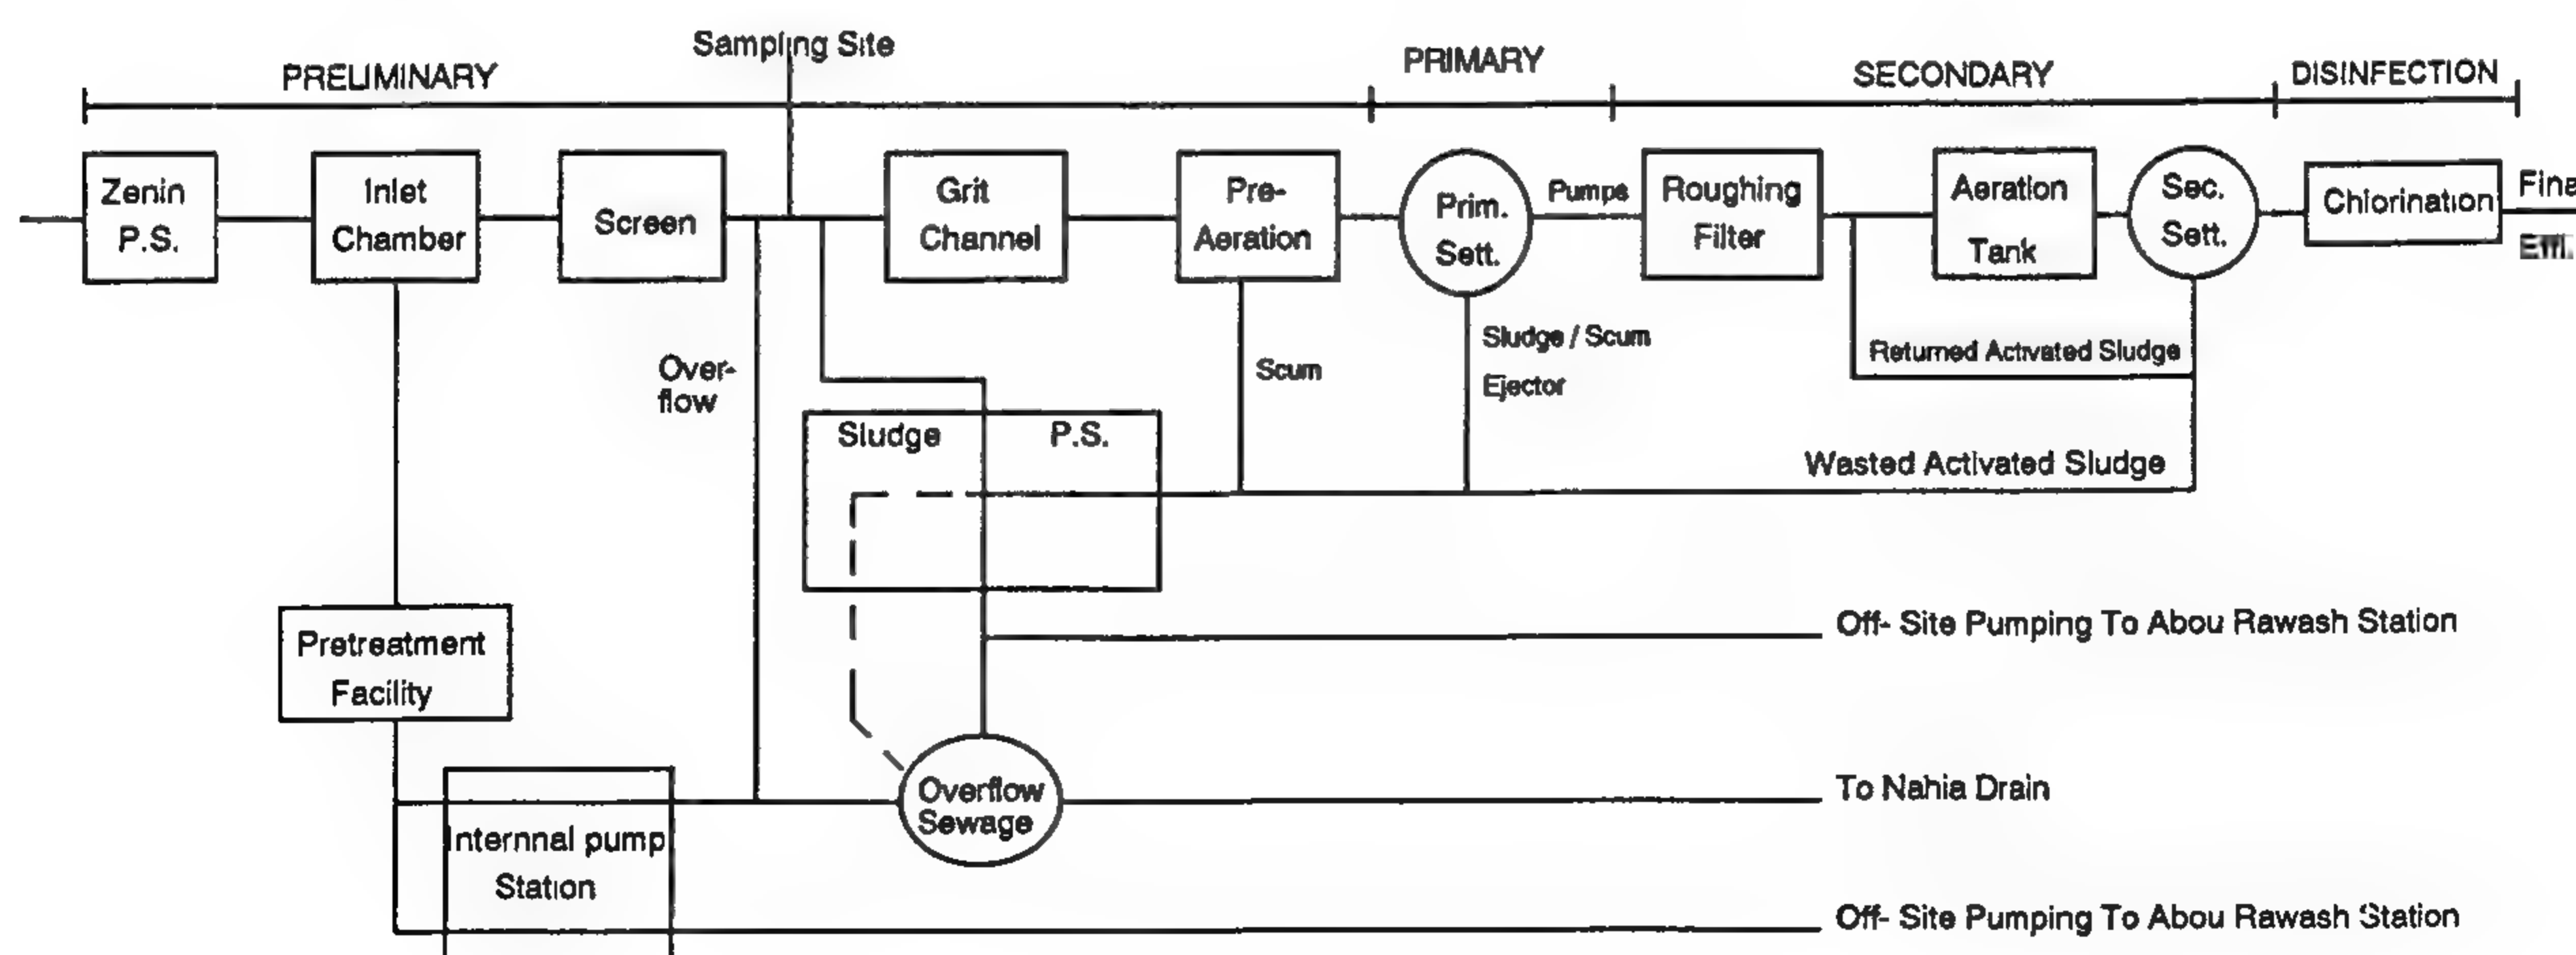 Sampling Site
PRELIMINARY
PRIMARY
SECONDARY
DISINFECTION
Zenin
P.S.
Inlet
Chamber
Screen
Grit
Channel
Pre-
Aeration
Prim.
Sett.
Pumps
Roughing
Filter
Aeration
Tank
Sec.
Sett.
Chlorination
Fina
Effl.
Over-
flow
Scum
Sludge / Scum
Ejector
Returned Activated Sludge
Sludge P.S.
Wasted Activated Sludge
Pretreatment
Facility
Off- Site Pumping To Abou Rawash Station
Overflow
Sewage
To Nahia Drain
Internnal pump
Station
Off- Site Pumping To Abou Rawash Station